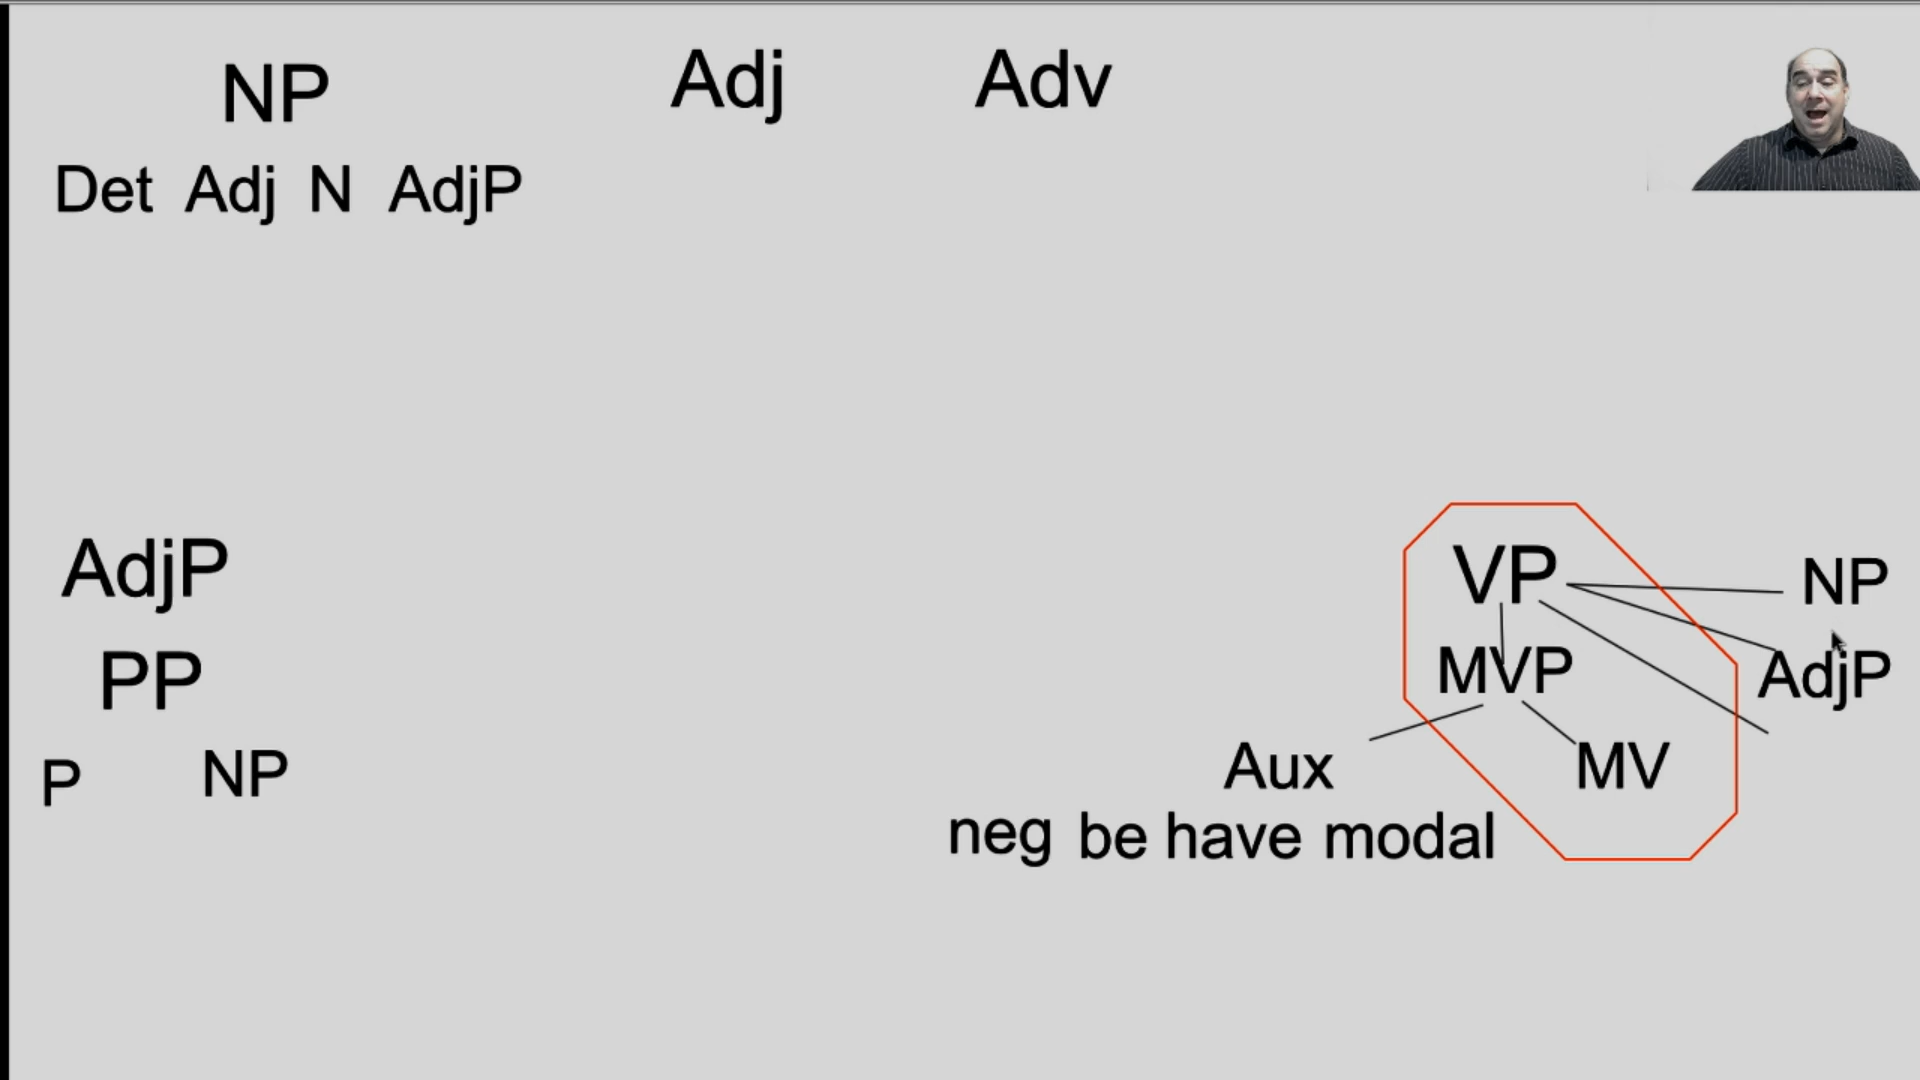 NP Adj Adv
Det Adj N AdjP
AdjP
PP
P NP
VP NP
MVP AdjP
Aux MV
neg be have modal